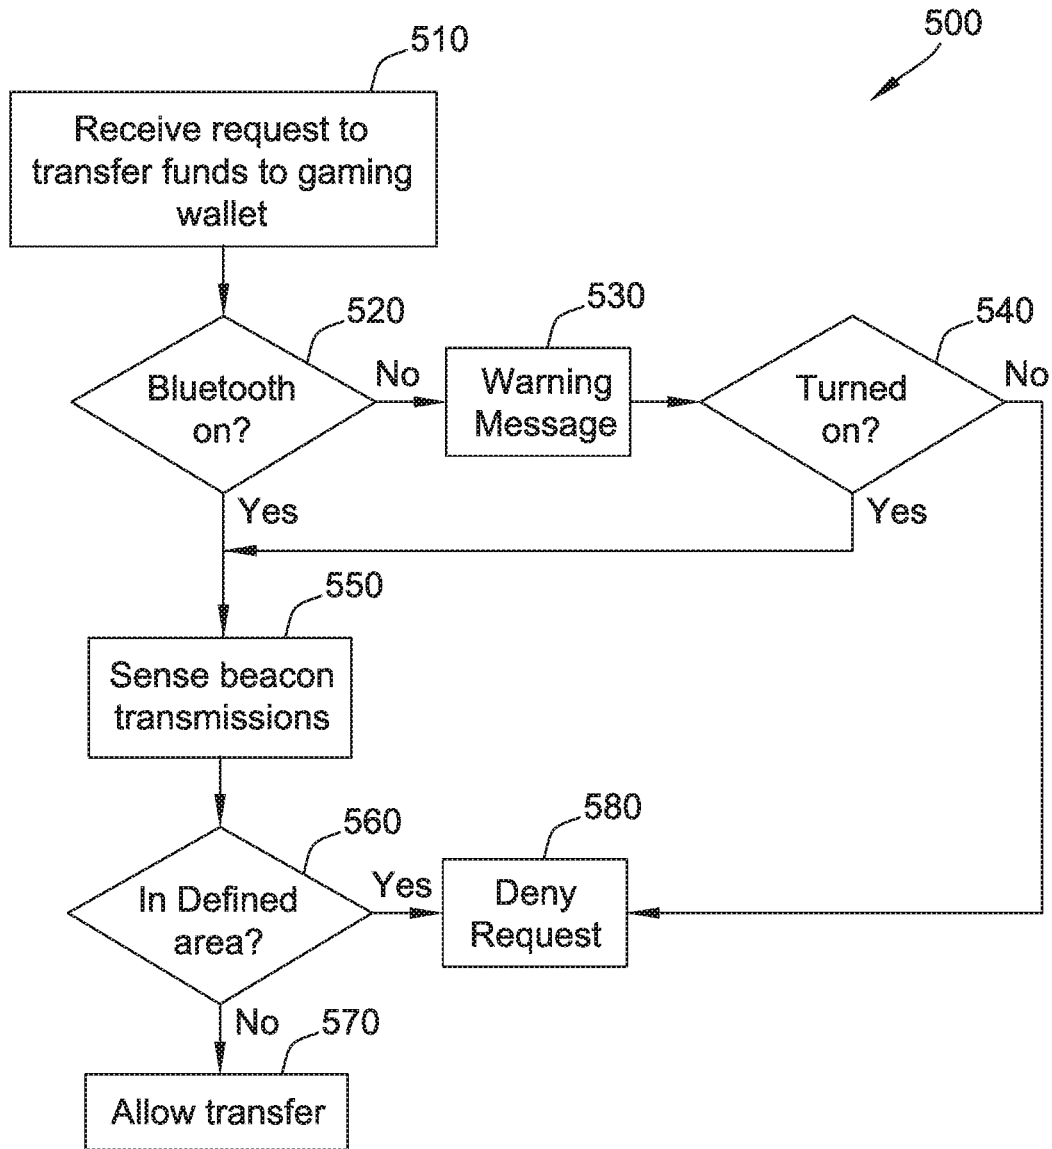 500
510
Receive request to
transfer funds to gaming
wallet
520
Bluetooth
on?
No
530
Warning
Message
540
Turned
on?
No
Yes
Yes
550
Sense beacon
transmissions
560
In Defined
area?
Yes
580
Deny
Request
No
570
Allow transfer